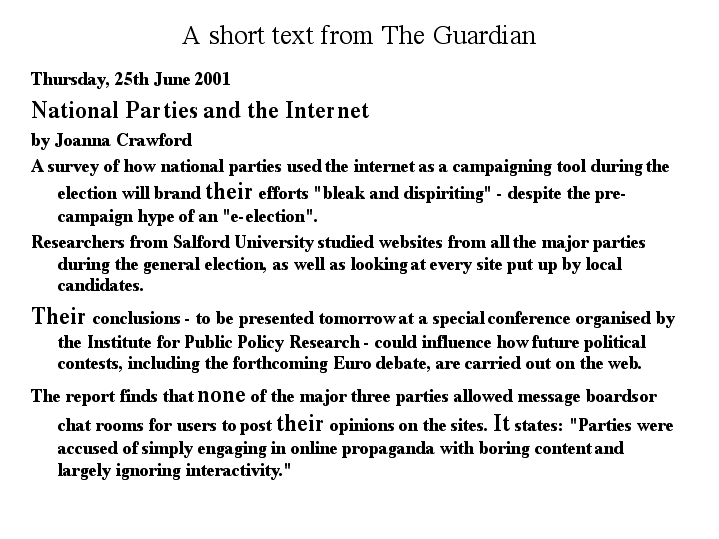 A short text from The Guardian
Thursday, 25th June 2001
National Parties and the Internet
by Joanna Crawford
A survey of how national parties used the internet as a campaigning tool during the
election will brand their efforts "bleak and dispiriting" - despite the pre-
campaign hype of an "e-election".
Researchers from Salford University studied websites from all the major parties
during the general election, as well as looking at every site put up by local
candidates.
Their conclusions - to be presented tomorrow at a special conference organised by
the Institute for Public Policy Research - could influence how future political
contests, including the forthcoming Euro debate, are carried out on the web.
The report finds that none of the major three parties allowed message boards or
chat rooms for users to post their opinions on the sites. It states: "Parties were
accused of simply engaging in online propaganda with boring content and
largely ignoring interactivity."